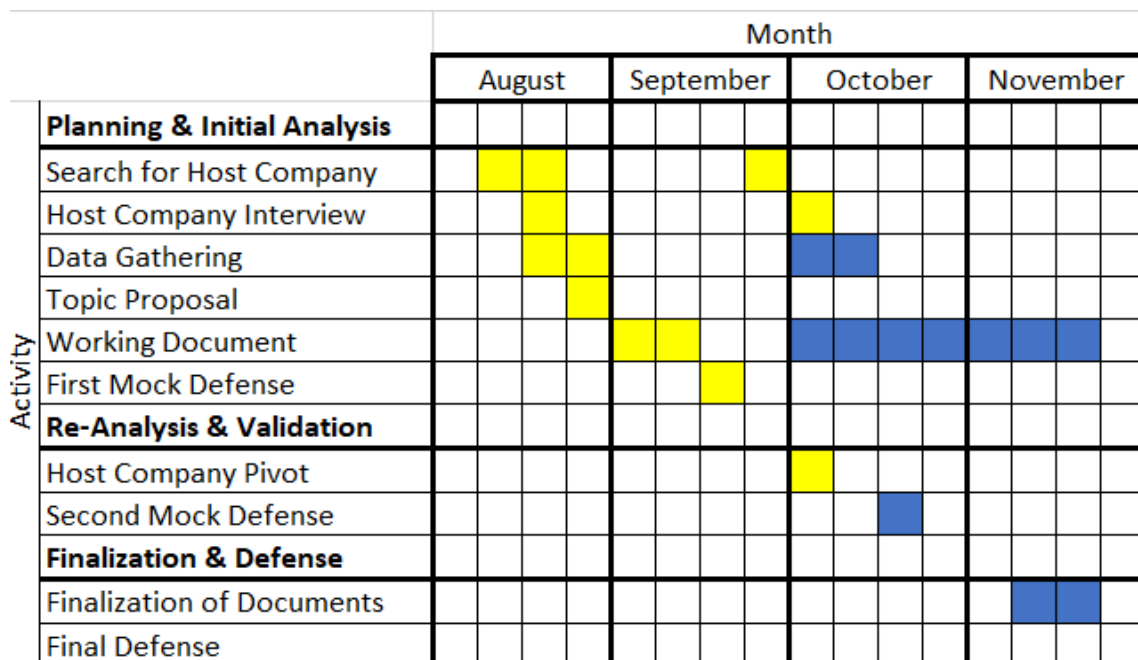 Month
August September October November
Activity
Planning & Initial Analysis
Search for Host Company
Host Company Interview
Data Gathering
Topic Proposal
Working Document
First Mock Defense
Re-Analysis & Validation
Host Company Pivot
Second Mock Defense
Finalization & Defense
Finalization of Documents
Final Defense